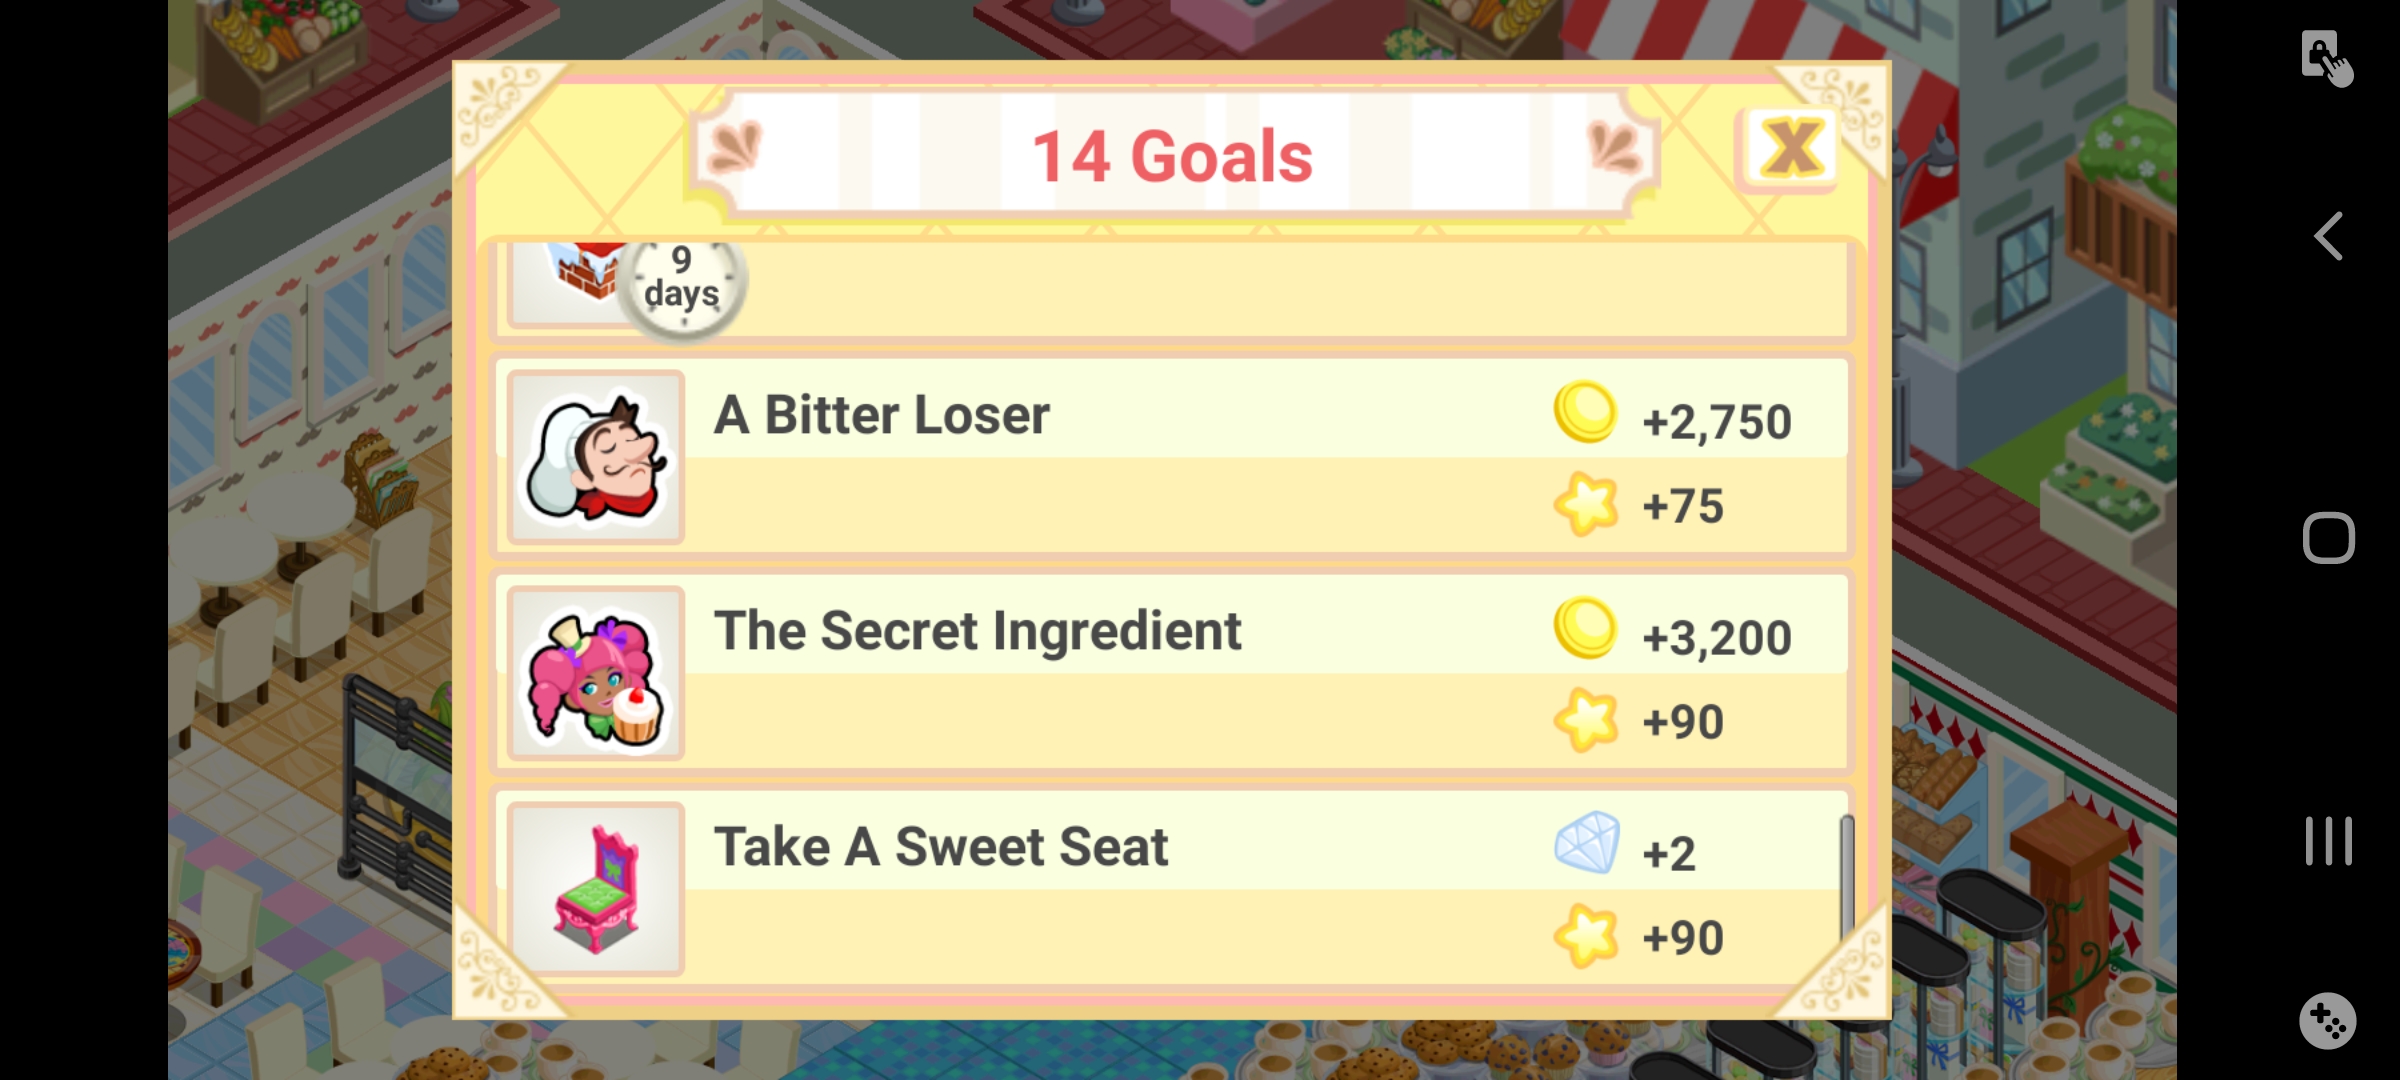 14 Goals
X
9
days
A Bitter Loser
+2,750
+75
The Secret Ingredient
+3,200
+90
Take A Sweet Seat
+2
+90